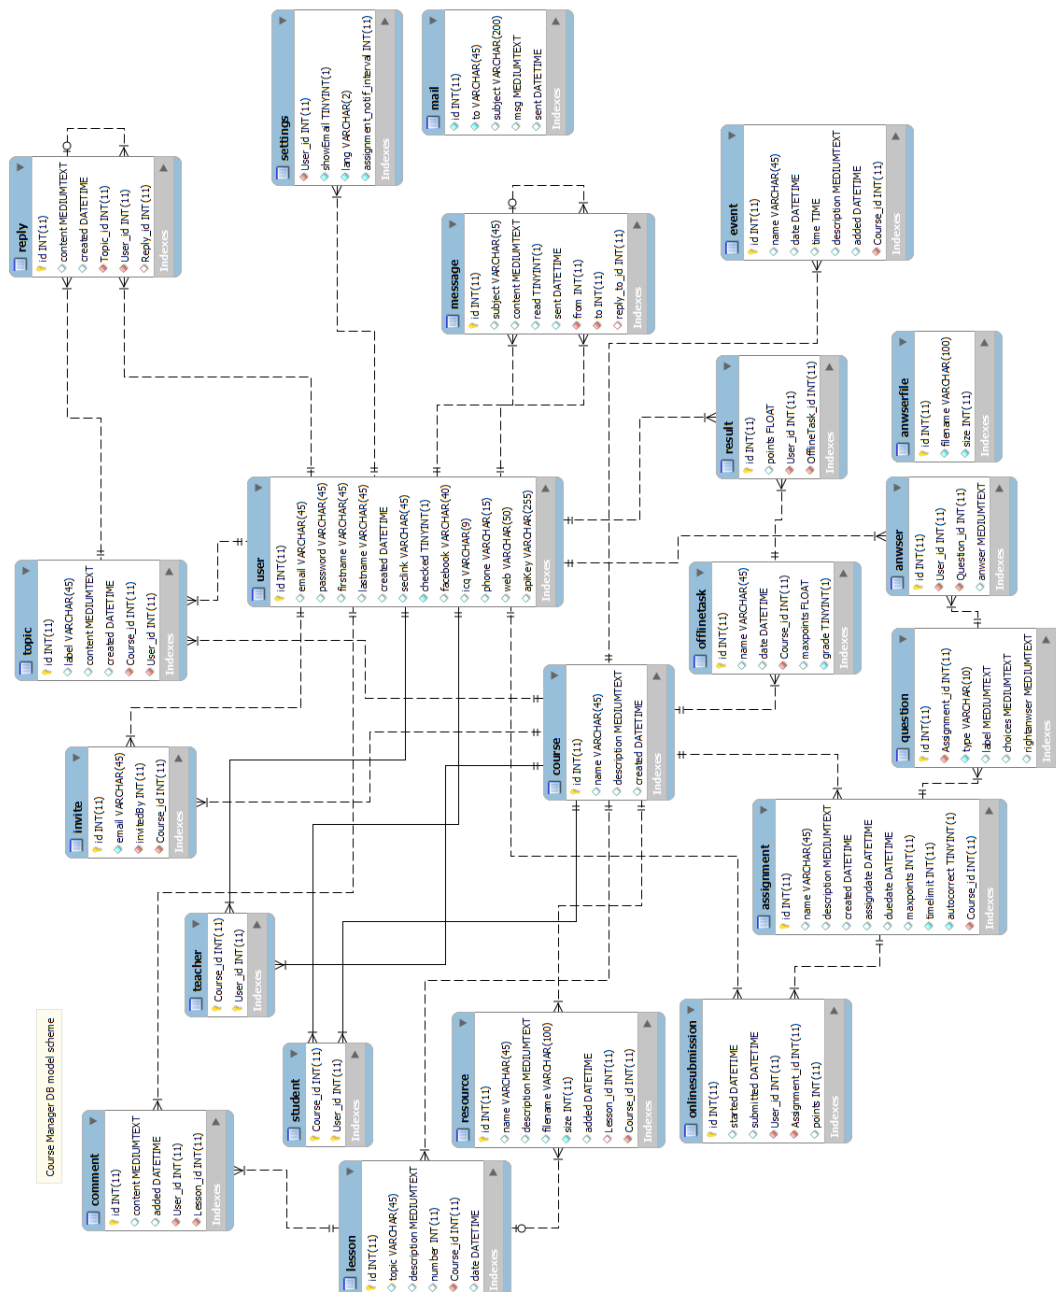 Course Manager DB model scheme
comment
id INT(11)
content MEDIUMTEXT
added DATETIME
User_id INT(11)
Lesson_id INT(11)
Indexes
lesson
id INT(11)
topic VARCHAR(45)
description MEDIUMTEXT
number INT(11)
Course_id INT(11)
date DATETIME
Indexes
teacher
Course_id INT(11)
User_id INT(11)
Indexes
student
Course_id INT(11)
User_id INT(11)
Indexes
resource
id INT(11)
name VARCHAR(45)
description MEDIUMTEXT
filename VARCHAR(100)
size INT(11)
added DATETIME
Lesson_id INT(11)
Course_id INT(11)
Indexes
onlinesubmission
id INT(11)
started DATETIME
submitted DATETIME
User_id INT(11)
Assignment_id INT(11)
points INT(11)
Indexes
invite
id INT(11)
email VARCHAR(45)
invitedBy INT(11)
Course_id INT(11)
Indexes
topic
id INT(11)
label VARCHAR(45)
content MEDIUMTEXT
created DATETIME
Course_id INT(11)
User_id INT(11)
Indexes
course
id INT(11)
name VARCHAR(45)
description MEDIUMTEXT
created DATETIME
Indexes
assignment
id INT(11)
name VARCHAR(45)
description MEDIUMTEXT
created DATETIME
assigndate DATETIME
duedate DATETIME
maxpoints INT(11)
timelimit INT(11)
autocorrect TINYINT(1)
Course_id INT(11)
Indexes
user
id INT(11)
email VARCHAR(45)
password VARCHAR(45)
firstname VARCHAR(45)
lastname VARCHAR(45)
created DATETIME
seclink VARCHAR(45)
checked TINYINT(1)
facebook VARCHAR(40)
icq VARCHAR(9)
phone VARCHAR(15)
web VARCHAR(50)
apiKey VARCHAR(255)
Indexes
offlinetask
id INT(11)
name VARCHAR(45)
date DATETIME
Course_id INT(11)
maxpoints FLOAT
grade TINYINT(1)
Indexes
question
id INT(11)
Assignment_id INT(11)
type VARCHAR(10)
label MEDIUMTEXT
choices MEDIUMTEXT
rightanwser MEDIUMTEXT
Indexes
reply
id INT(11)
content MEDIUMTEXT
created DATETIME
Topic_id INT(11)
User_id INT(11)
Reply_id INT(11)
Indexes
settings
User_id INT(11)
showEmail TINYINT(1)
lang VARCHAR(2)
assignment_notif_interval INT(11)
Indexes
mail
id INT(11)
to VARCHAR(45)
subject VARCHAR(200)
msg MEDIUMTEXT
sent DATETIME
Indexes
message
id INT(11)
subject VARCHAR(45)
content MEDIUMTEXT
read TINYINT(1)
sent DATETIME
from INT(11)
to INT(11)
reply_to_id INT(11)
Indexes
result
id INT(11)
points FLOAT
User_id INT(11)
OfflineTask_id INT(11)
Indexes
anwser
id INT(11)
User_id INT(11)
Question_id INT(11)
anwser MEDIUMTEXT
Indexes
anwserfile
id INT(11)
filename VARCHAR(100)
size INT(11)
Indexes
event
id INT(11)
name VARCHAR(45)
date DATETIME
time TIME
description MEDIUMTEXT
added DATETIME
Course_id INT(11)
Indexes